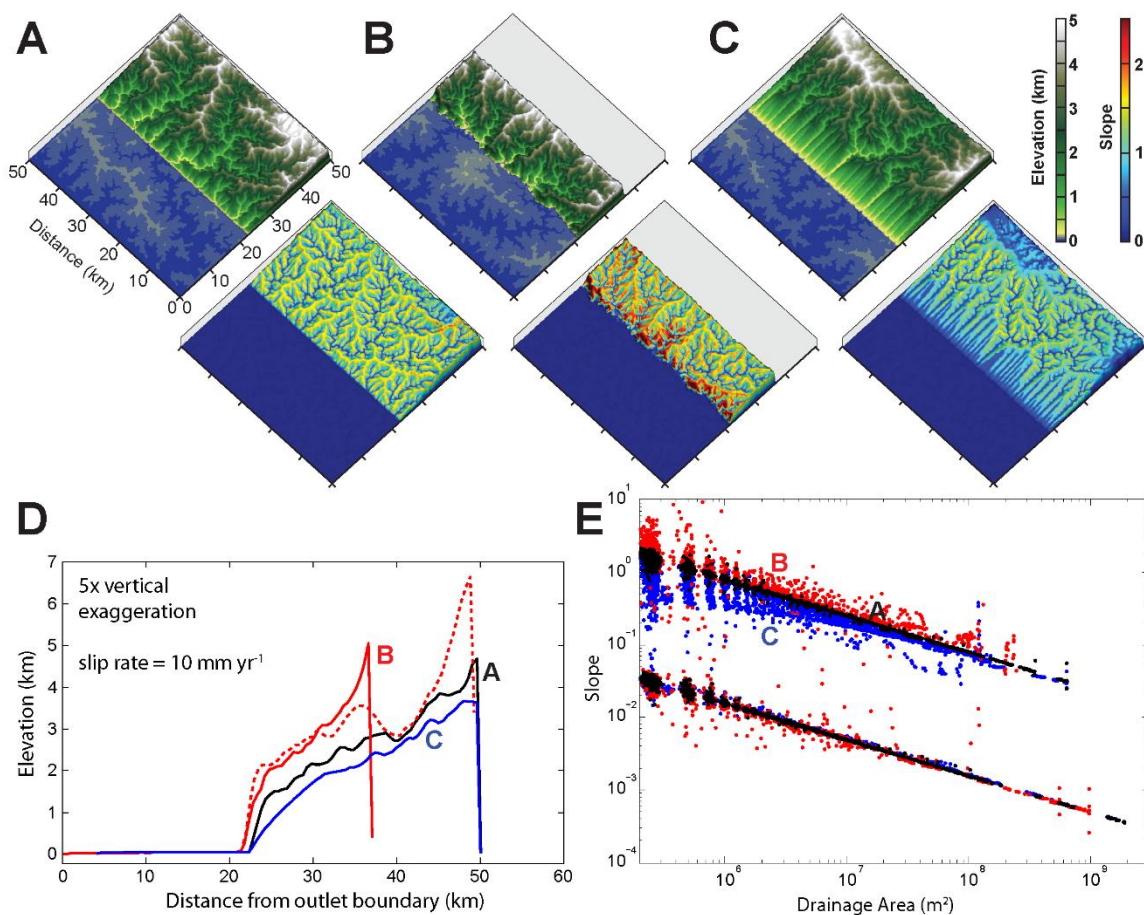 A
B
C
Elevation (km)
5
4
3
2
1
0
Slope
2
1
0
50
40
30
20
10
0
Distance (km)
0
10
20
30
40
50
D
7
6
5
4
3
2
1
0
Elevation (km)
5x vertical
exaggeration
slip rate = 10 mm yr⁻¹
B
A
C
0
10
20
30
40
50
60
Distance from outlet boundary (km)
E
10¹
10⁰
10⁻¹
10⁻²
10⁻³
10⁻⁴
Slope
B
A
C
10⁶
10⁷
10⁸
10⁹
Drainage Area (m²)